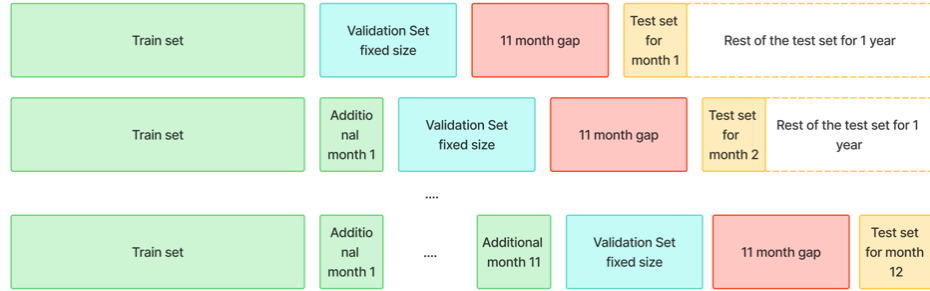 Train set
Validation Set
fixed size
11 month gap
Test set
for
month 1
Rest of the test set for 1 year
Train set
Additio
nal
month 1
Validation Set
fixed size
11 month gap
Test set
for
month 2
Rest of the test set for 1
year
....
Train set
Additio
nal
month 1
....
Additional
month 11
Validation Set
fixed size
11 month gap
Test set
for month
12